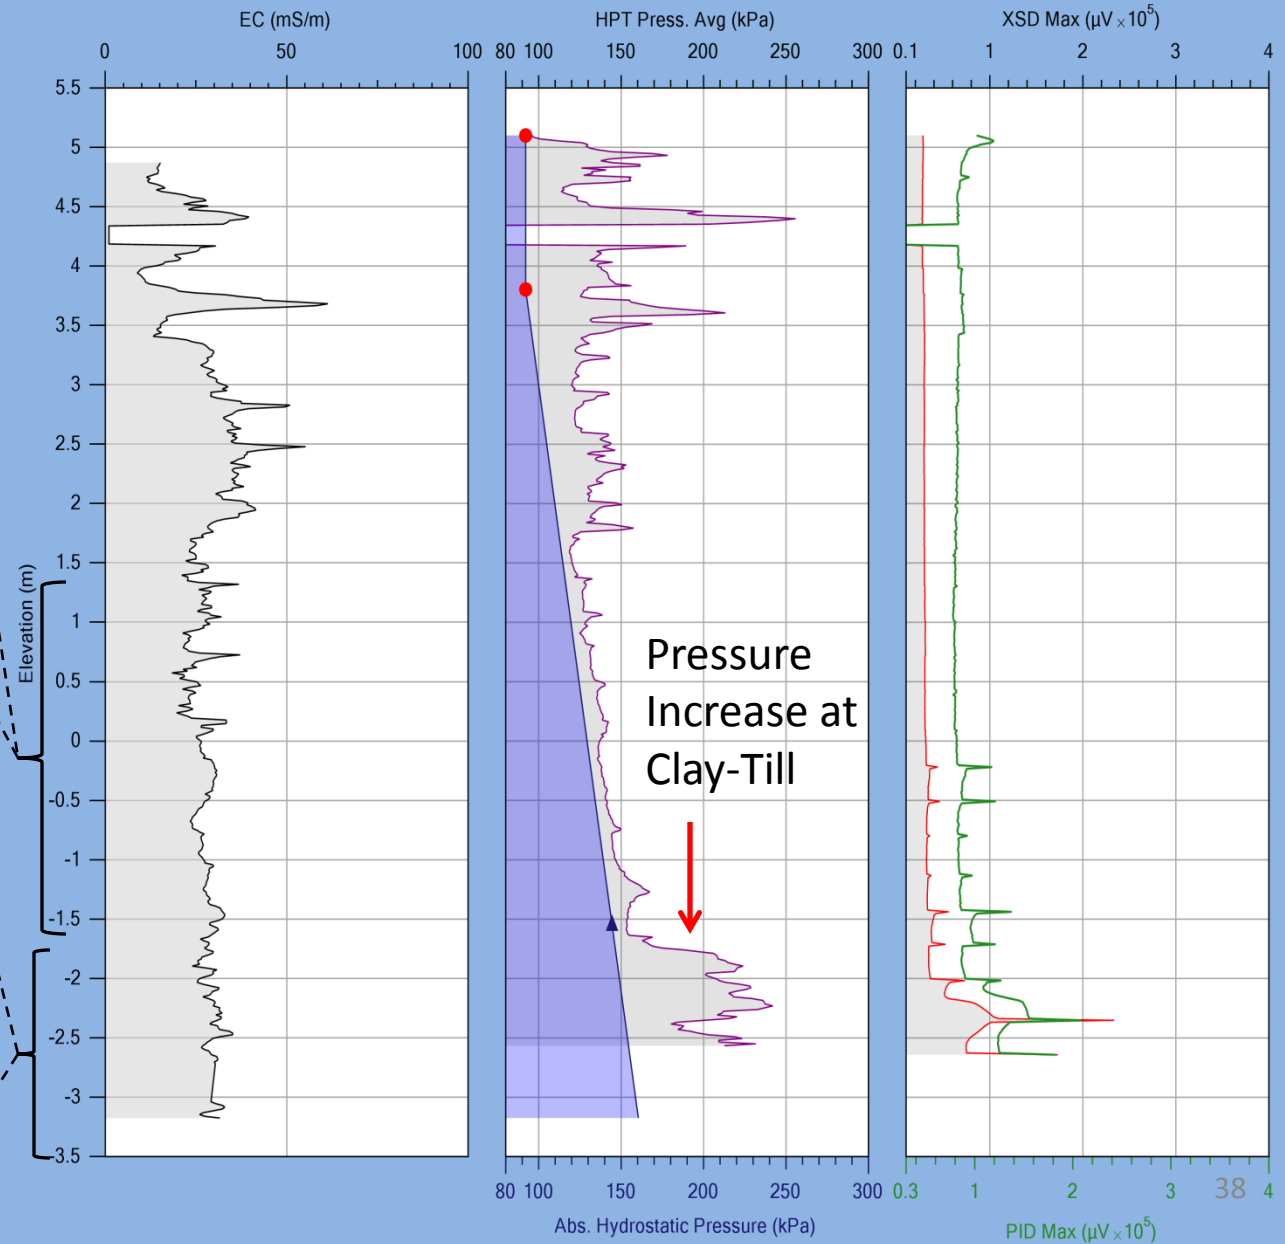 EC (mS/m)
HPT Press. Avg (kPa)
XSD Max (µV ×10⁵)
0 50 100
80 100 150 200 250 300
0.1 1 2 3 4
5.5
5
4.5
4
3.5
3
2.5
2
1.5
1
0.5
0
-0.5
-1
-1.5
-2
-2.5
-3
-3.5
Elevation (m)
Pressure
Increase at
Clay-Till
80 100 150 200 250 300
0.3 1 2 3 4
38
Abs. Hydrostatic Pressure (kPa)
PID Max (µV ×10⁵)